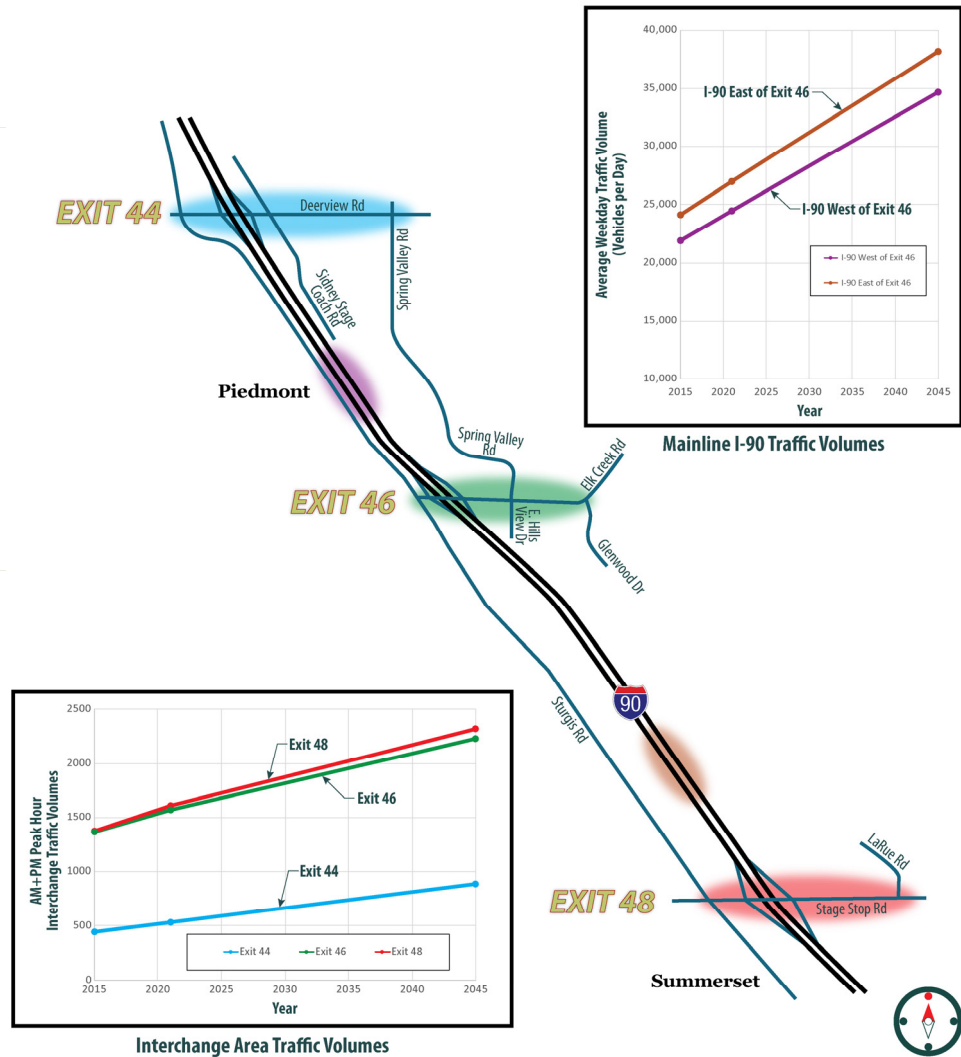 40,000
35,000
30,000
25,000
20,000
15,000
10,000
Average Weekday Traffic Volume
(Vehicles per Day)
I-90 East of Exit 46
I-90 West of Exit 46
I-90 West of Exit 46
I-90 East of Exit 46
2015
2020
2025
2030
2035
2040
2045
Year
Mainline I-90 Traffic Volumes
EXIT 44
Deerview Rd
Spring Valley Rd
Sidney Stage
Coach Rd
Piedmont
Spring Valley
Rd
Elk Creek Rd
EXIT 46
E. Hills
View Dr
Glenwood Dr
90
Sturgis Rd
LaRue Rd
EXIT 48
Stage Stop Rd
Summerset
2500
2000
1500
1000
500
0
AM+PM Peak Hour
Interchange Traffic Volumes
Exit 48
Exit 46
Exit 44
Exit 44
Exit 46
Exit 48
2015
2020
2025
2030
2035
2040
2045
Year
Interchange Area Traffic Volumes